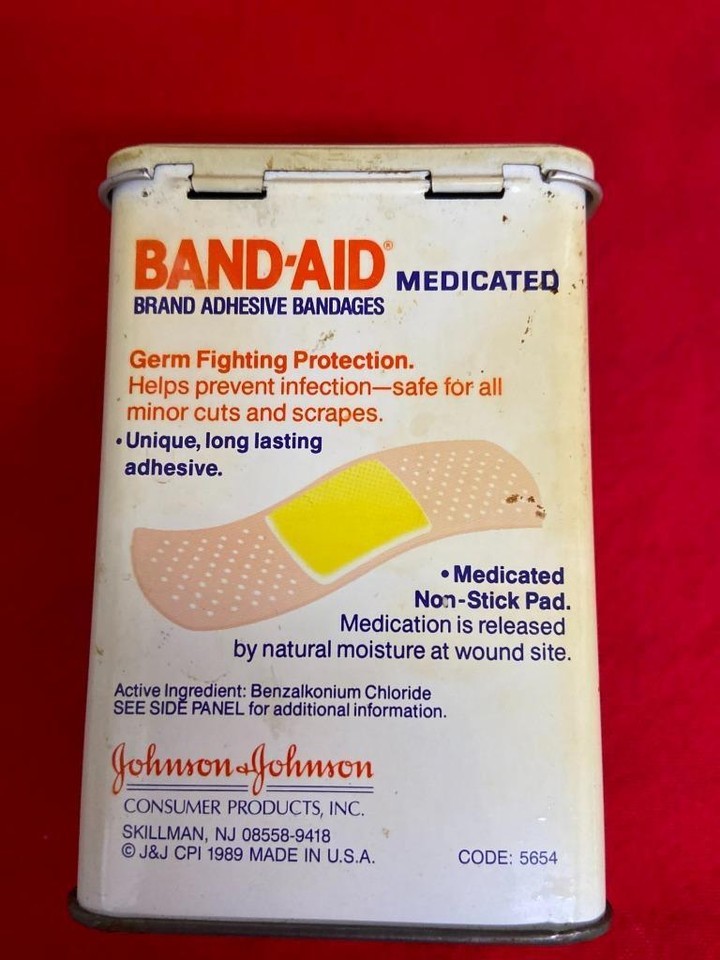 BAND-AID® MEDICATED
BRAND ADHESIVE BANDAGES
Germ Fighting Protection.
Helps prevent infection—safe for all
minor cuts and scrapes.
• Unique, long lasting
adhesive.
• Medicated
Non-Stick Pad.
Medication is released
by natural moisture at wound site.
Active Ingredient: Benzalkonium Chloride
SEE SIDE PANEL for additional information.
Johnson & Johnson
CONSUMER PRODUCTS, INC.
SKILLMAN, NJ 08558-9418
© J&J CPI 1989 MADE IN U.S.A. CODE: 5654